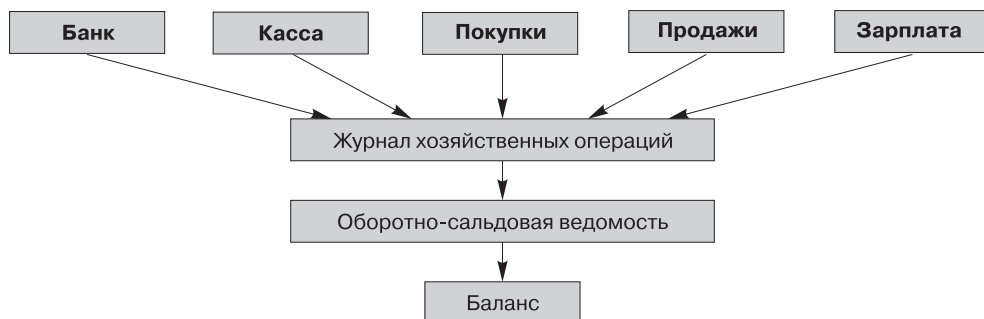 Банк
Касса
Покупки
Продажи
Зарплата
Журнал хозяйственных операций
Оборотно-сальдовая ведомость
Баланс